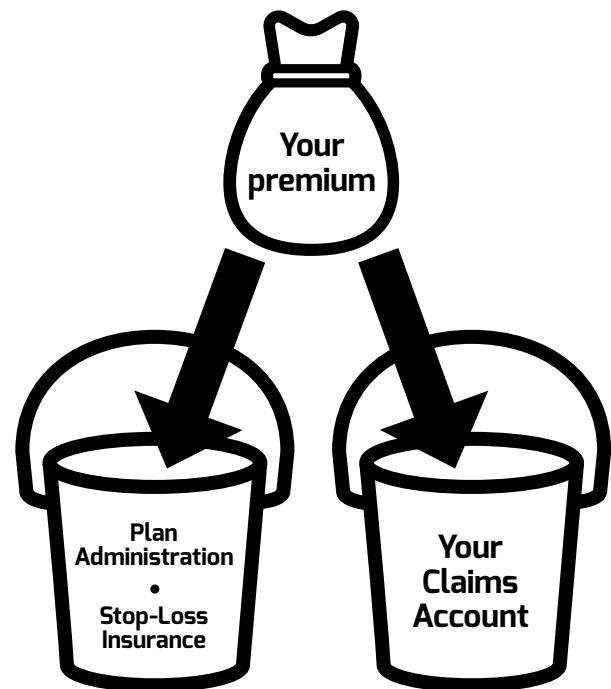 Your
premium
Plan
Administration
•
Stop-Loss
Insurance
Your
Claims
Account